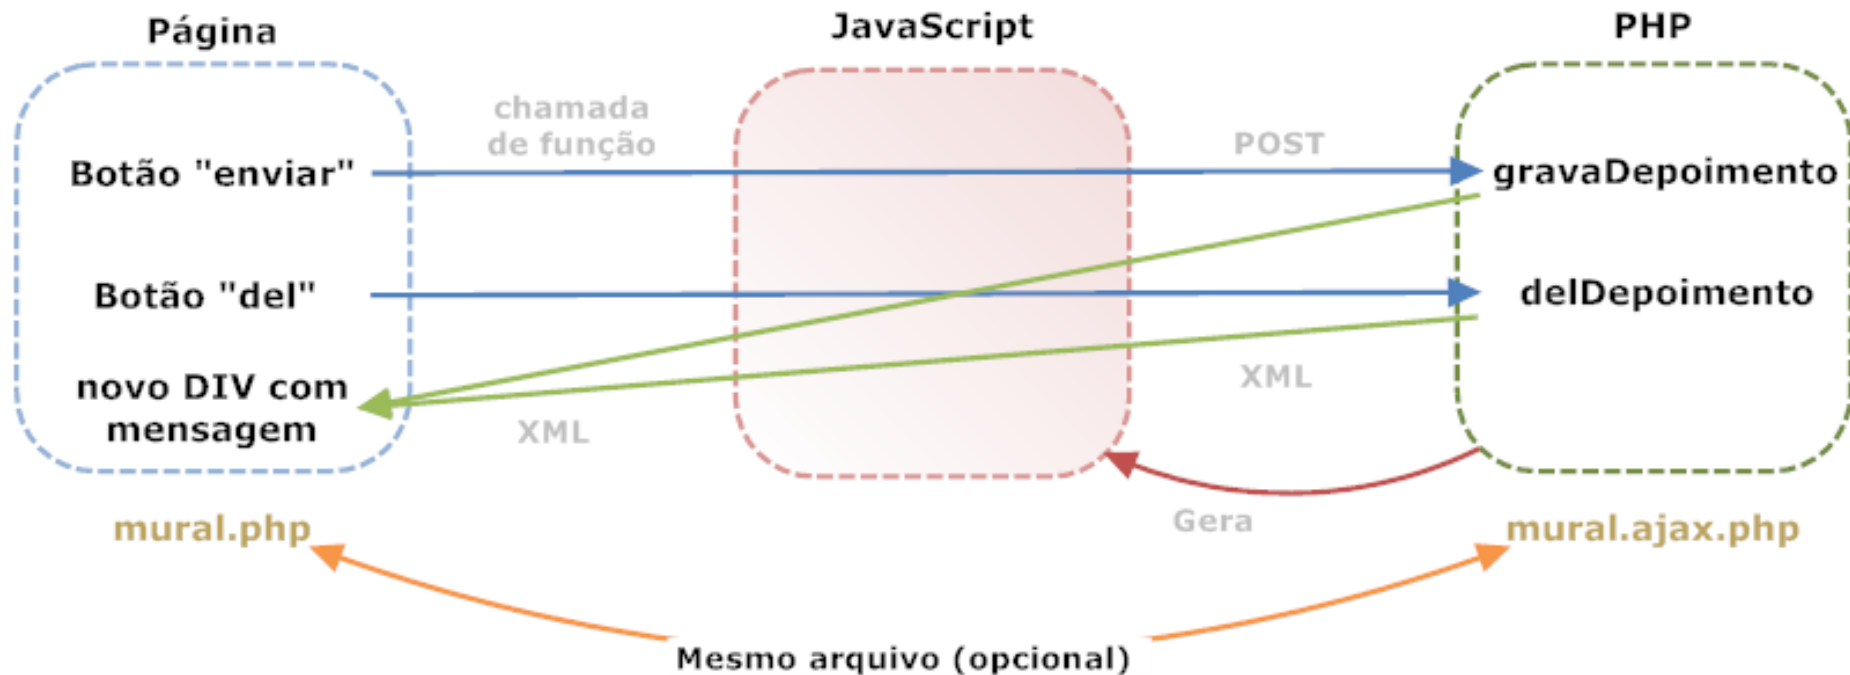 Página
JavaScript
PHP
chamada
de função
POST
Botão "enviar"
gravaDepoimento
Botão "del"
delDepoimento
novo DIV com
mensagem
XML
XML
Gera
mural.php
mural.ajax.php
Mesmo arquivo (opcional)